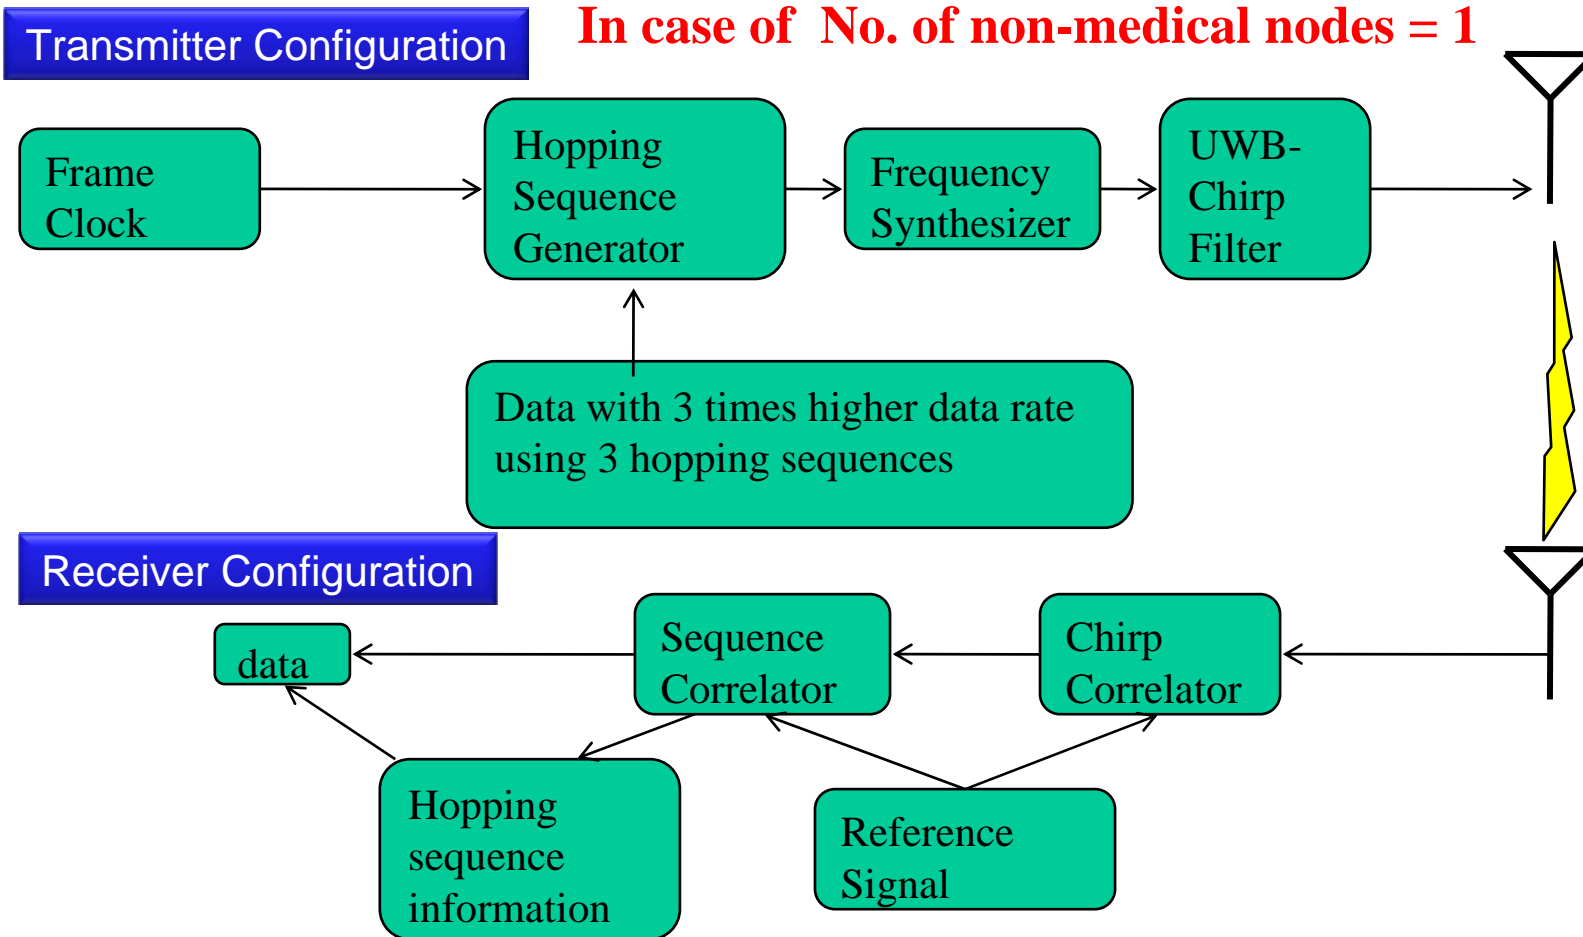 Transmitter Configuration
In case of No. of non-medical nodes = 1
Frame
Clock
Hopping
Sequence
Generator
Frequency
Synthesizer
UWB-
Chirp
Filter
Data with 3 times higher data rate
using 3 hopping sequences
Receiver Configuration
data
Sequence
Correlator
Chirp
Correlator
Hopping
sequence
information
Reference
Signal